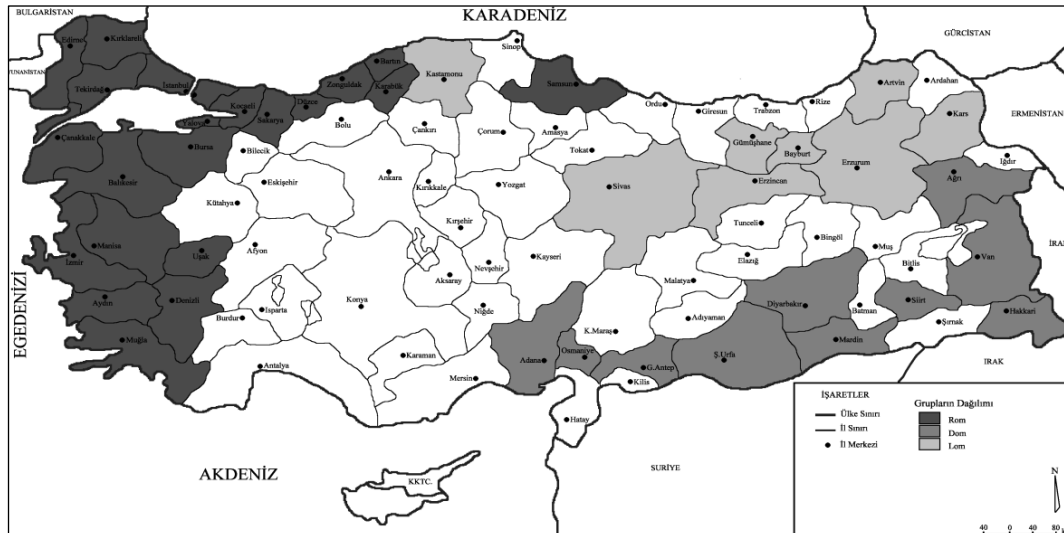 BULGARİSTAN
KARADENİZ
GÜRCİSTAN
Edirne
Kırklareli
Sinop
YUNANİSTAN
Bartın
Kastamonu
Artvin
Ardahan
Tekirdağ
İstanbul
Zonguldak
Karabük
Samsun
Ordu
Giresun
Trabzon
Rize
Kocaeli
Düzce
Kars
ERMENİSTAN
Yalova
Sakarya
Bolu
Çankırı
Çorum
Amasya
Gümüşhane
Bayburt
Çanakkale
Bursa
Bilecik
Tokat
Erzurum
Iğdır
Balıkesir
Eskişehir
Ankara
Kırıkkale
Yozgat
Sivas
Erzincan
Ağrı
Kütahya
Kırşehir
Tunceli
Manisa
İzmir
Uşak
Afyon
Nevşehir
Kayseri
Elazığ
Bingöl
Muş
Bitlis
Van
İRAN
Aksaray
Malatya
EGEDENİZİ
Aydın
Denizli
Isparta
Konya
Niğde
Diyarbakır
Batman
Siirt
Hakkari
Burdur
Adıyaman
Şırnak
Muğla
K.Maraş
Mardin
Karaman
Adana
Osmaniye
G.Antep
Ş.Urfa
IRAK
Antalya
Mersin
Kilis
Hatay
AKDENİZ
SURİYE
KKTC.
İŞARETLER
Ülke Sınırı
İl Sınırı
İl Merkezi
Grupların Dağılımı
Rom
Dom
Lom
N
40 0 40 80